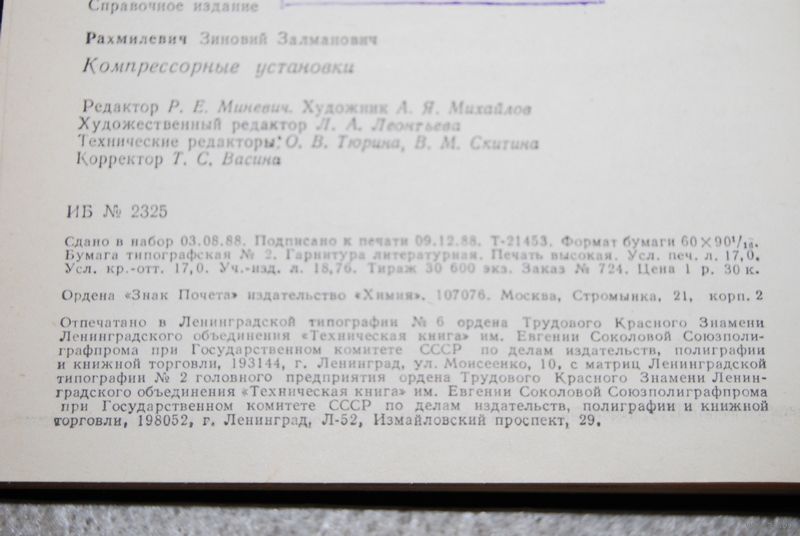 Справочное издание
Рахмилевич Зиновий Залманович
Компрессорные установки
Редактор Р. Е. Миневич. Художник А. Я. Михайлов
Художественный редактор Л. А. Леонтьева
Технические редакторы: О. В. Тюрина, В. М. Скитина
Корректор Т. С. Васина
ИБ № 2325
Сдано в набор 03.08.88. Подписано к печати 09.12.88. Т-21453. Формат бумаги 60×90¹/₁₆.
Бумага типографская № 2. Гарнитура литературная. Печать высокая. Усл. печ. л. 17,0.
Усл. кр.-отт. 17,0. Уч.-изд. л. 18,76. Тираж 30 600 экз. Заказ № 724. Цена 1 р. 30 к.
Ордена «Знак Почета» издательство «Химия». 107076. Москва, Стромынка, 21, корп. 2
Отпечатано в Ленинградской типографии № 6 ордена Трудового Красного Знамени
Ленинградского объединения «Техническая книга» им. Евгении Соколовой Союзполи-
графпрома при Государственном комитете СССР по делам издательств, полиграфии
и книжной торговли, 193144, г. Ленинград, ул. Моисеенко, 10, с матриц Ленинградской
типографии № 2 головного предприятия ордена Трудового Красного Знамени Ленин-
градского объединения «Техническая книга» им. Евгении Соколовой Союзполиграфпрома
при Государственном комитете СССР по делам издательств, полиграфии и книжной
торговли, 198052, г. Ленинград, Л-52, Измайловский проспект, 29.